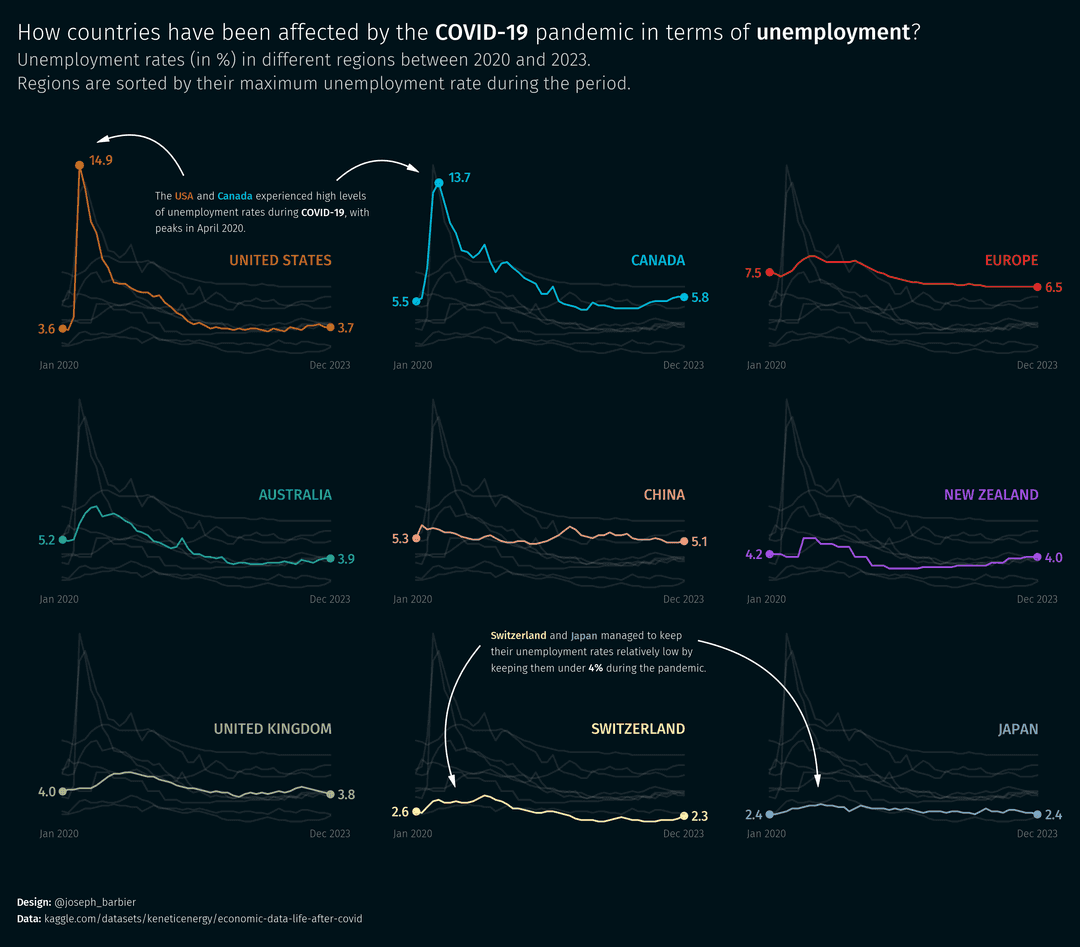 How countries have been affected by the COVID-19 pandemic in terms of unemployment?
Unemployment rates (in %) in different regions between 2020 and 2023.
Regions are sorted by their maximum unemployment rate during the period.
14.9
The USA and Canada experienced high levels
of unemployment rates during COVID-19, with
peaks in April 2020.
UNITED STATES
3.6
3.7
Jan 2020
Dec 2023
13.7
CANADA
5.5
5.8
Jan 2020
Dec 2023
EUROPE
7.5
6.5
Jan 2020
Dec 2023
AUSTRALIA
5.2
3.9
Jan 2020
Dec 2023
CHINA
5.3
5.1
Jan 2020
Dec 2023
NEW ZEALAND
4.2
4.0
Jan 2020
Dec 2023
UNITED KINGDOM
4.0
3.8
Jan 2020
Dec 2023
Switzerland and Japan managed to keep
their unemployment rates relatively low by
keeping them under 4% during the pandemic.
SWITZERLAND
2.6
2.3
Jan 2020
Dec 2023
JAPAN
2.4
2.4
Jan 2020
Dec 2023
Design: @joseph_barbier
Data: kaggle.com/datasets/keneticenergy/economic-data-life-after-covid